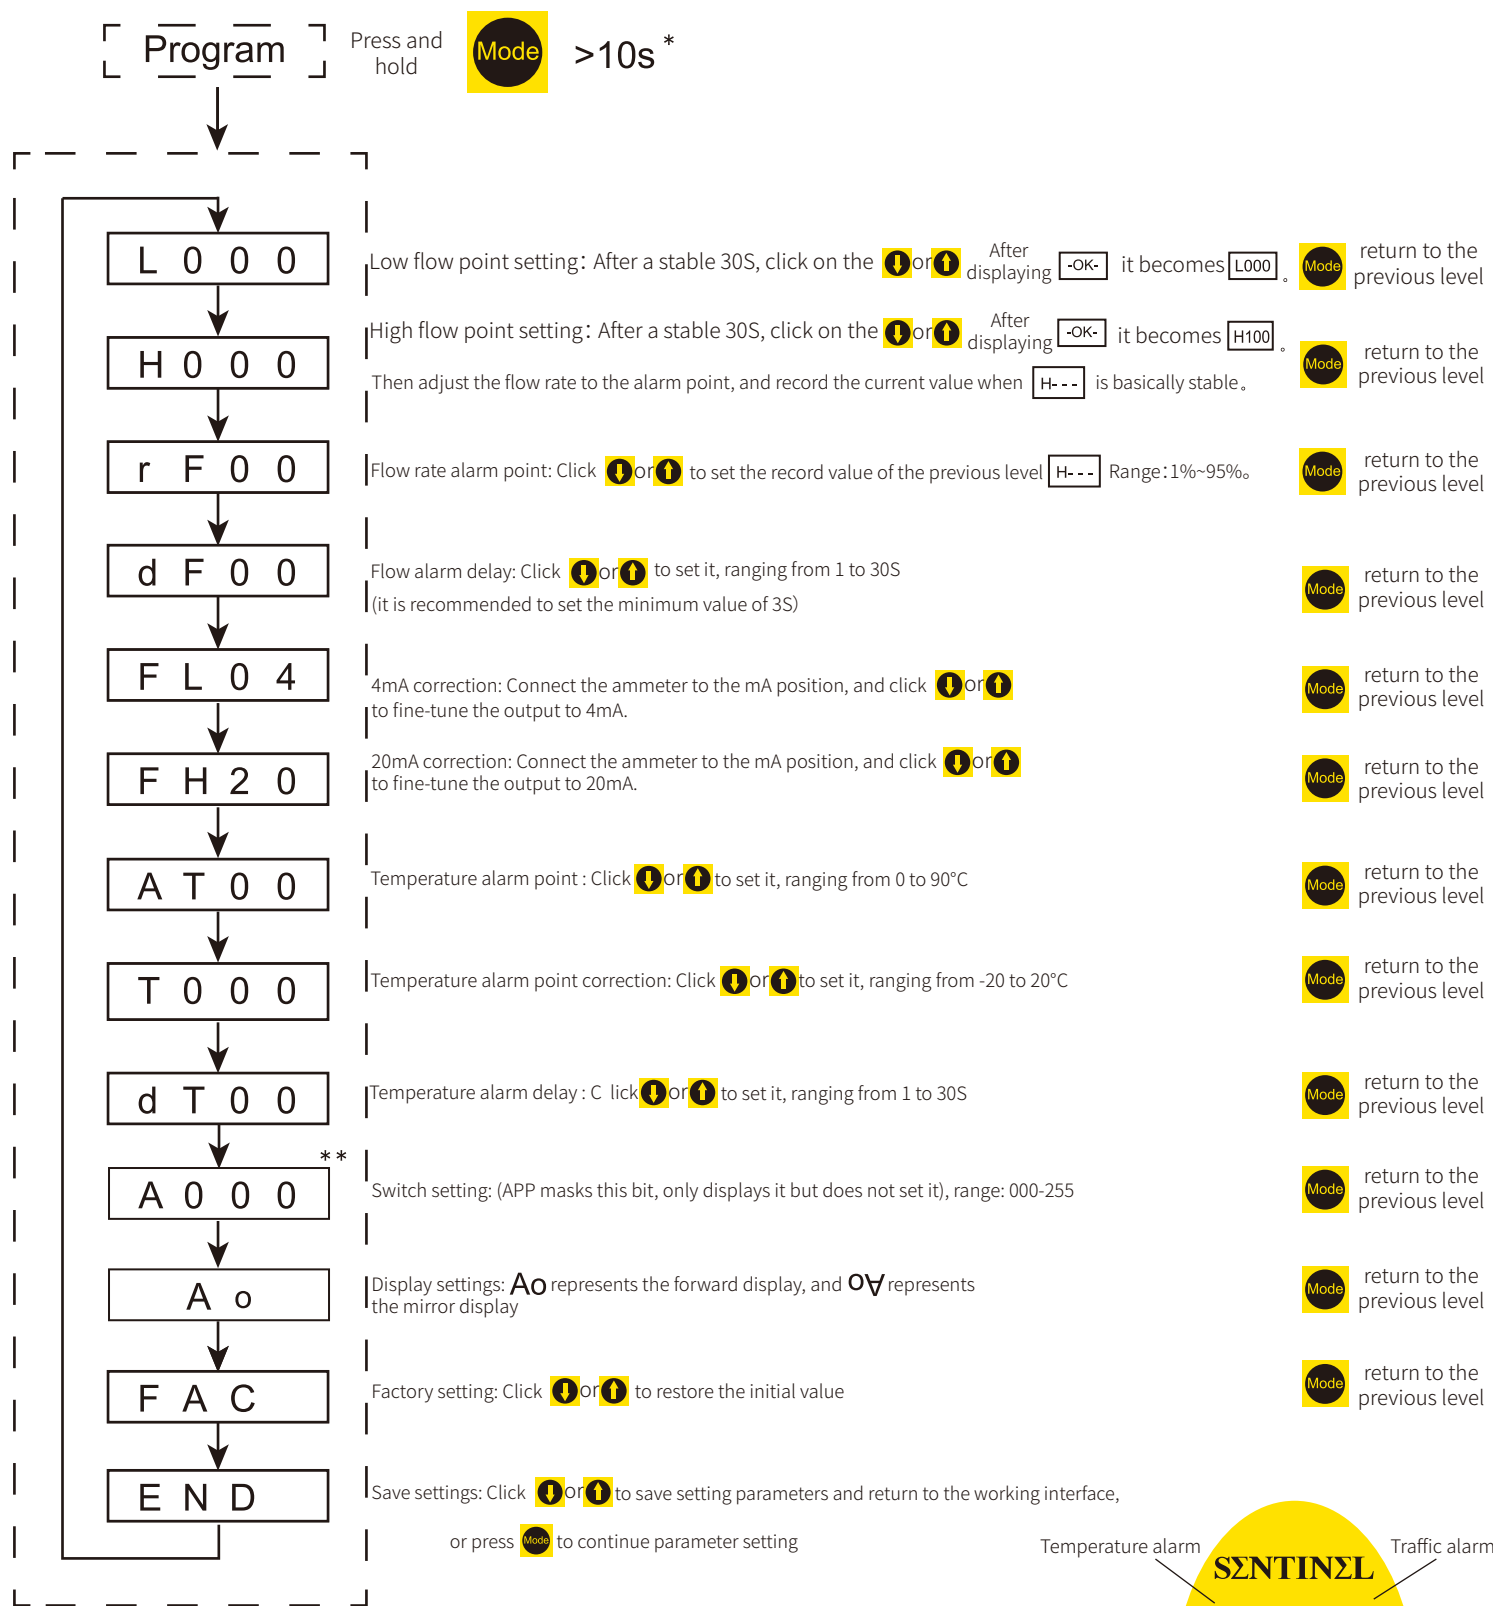 Program
Press and
hold
Mode
>10s*
L 0 0 0
Low flow point setting: After a stable 30S, click on the or After displaying -OK- it becomes L000 。
Mode return to the
previous level
H 0 0 0
High flow point setting: After a stable 30S, click on the or After displaying -OK- it becomes H100 。
Then adjust the flow rate to the alarm point, and record the current value when H--- is basically stable。
Mode return to the
previous level
r F 0 0
Flow rate alarm point: Click or to set the record value of the previous level H--- Range:1%~95%。
Mode return to the
previous level
d F 0 0
Flow alarm delay: Click or to set it, ranging from 1 to 30S
(it is recommended to set the minimum value of 3S)
Mode return to the
previous level
F L 0 4
4mA correction: Connect the ammeter to the mA position, and click or
to fine-tune the output to 4mA.
Mode return to the
previous level
F H 2 0
20mA correction: Connect the ammeter to the mA position, and click or
to fine-tune the output to 20mA.
Mode return to the
previous level
A T 0 0
Temperature alarm point : Click or to set it, ranging from 0 to 90°C
Mode return to the
previous level
T 0 0 0
Temperature alarm point correction: Click or to set it, ranging from -20 to 20°C
Mode return to the
previous level
d T 0 0
Temperature alarm delay : C lick or to set it, ranging from 1 to 30S
Mode return to the
previous level
**
A 0 0 0
Switch setting: (APP masks this bit, only displays it but does not set it), range: 000-255
Mode return to the
previous level
A o
Display settings: Ao represents the forward display, and o∀ represents
the mirror display
Mode return to the
previous level
F A C
Factory setting: Click or to restore the initial value
Mode return to the
previous level
E N D
Save settings: Click or to save setting parameters and return to the working interface,
or press Mode to continue parameter setting
Temperature alarm
SΣNTINΣL
Traffic alarm